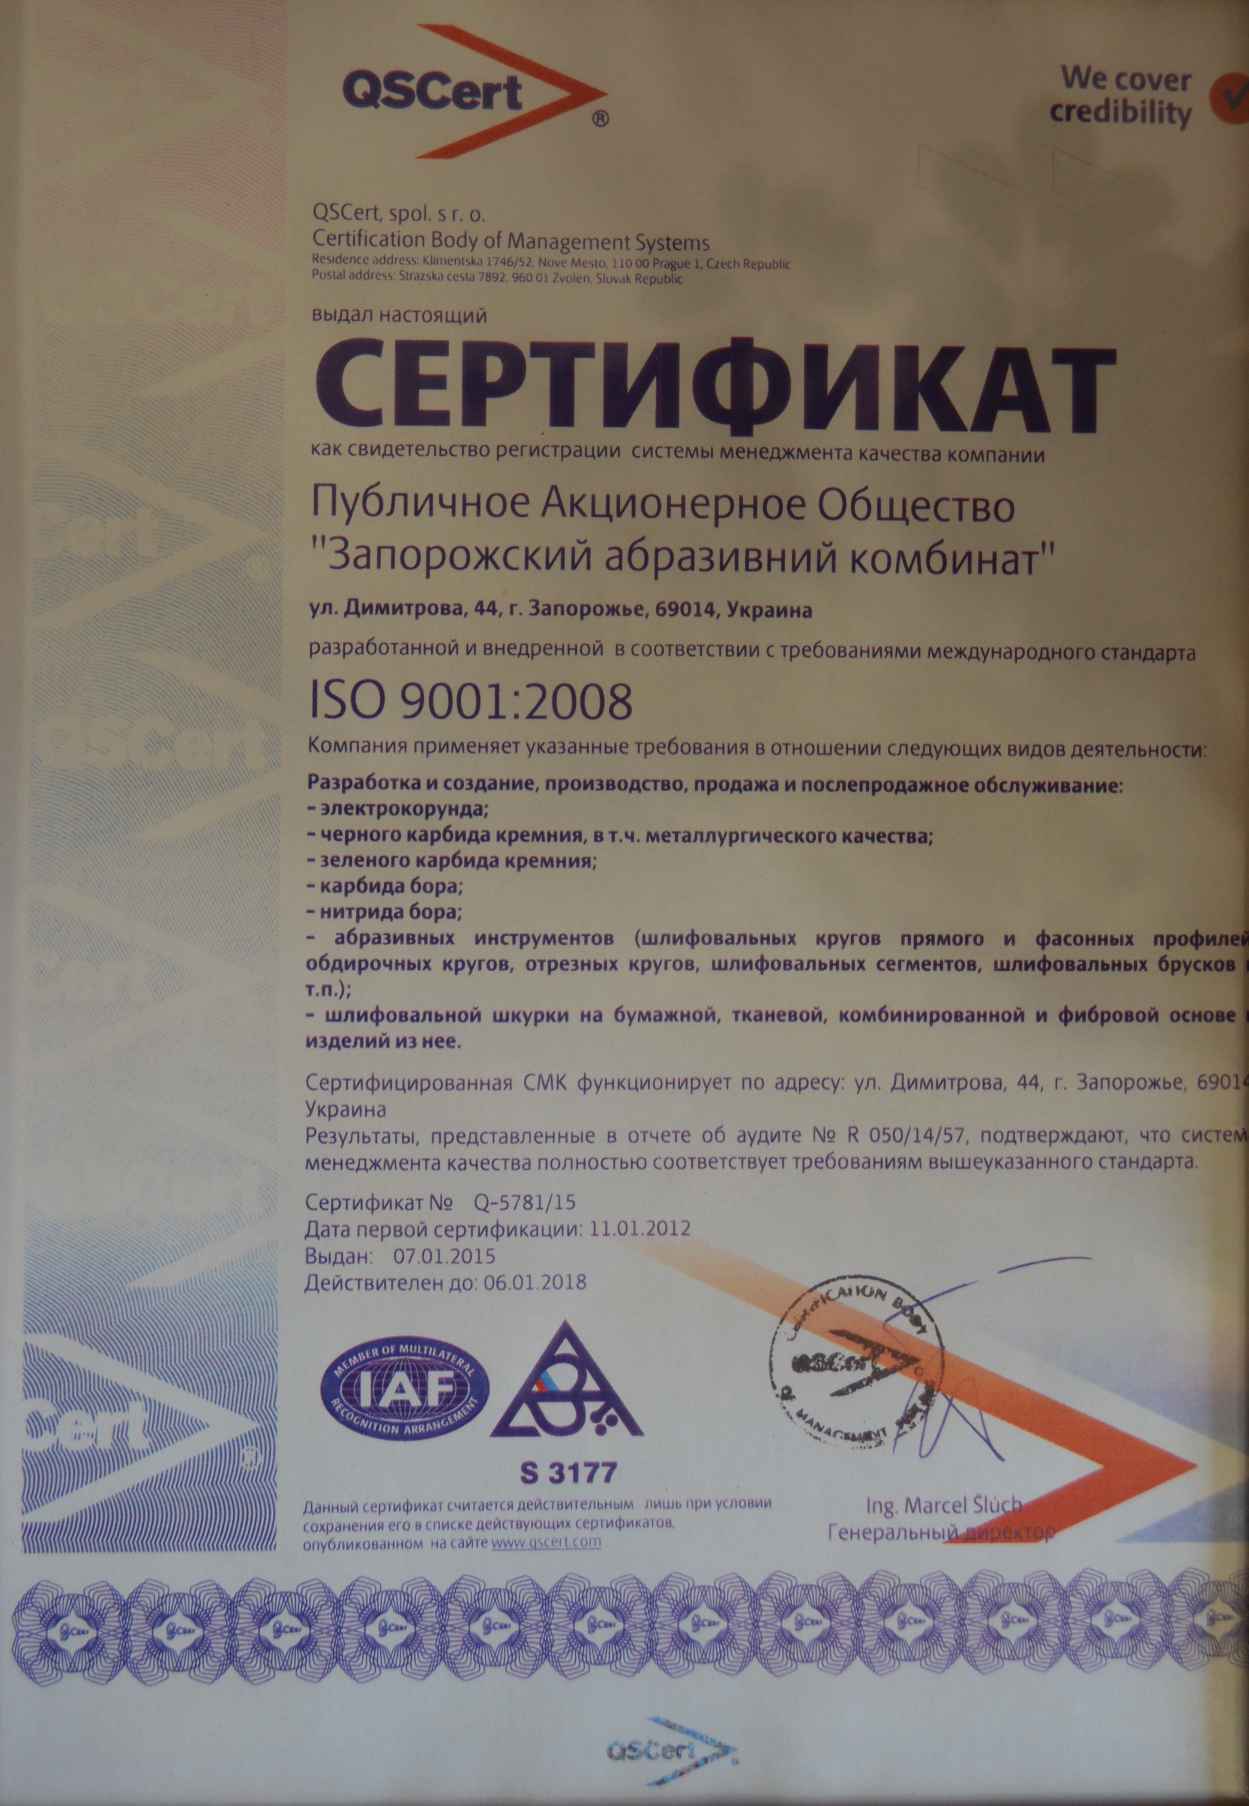 QSCert
®
We cover
credibility
QSCert, spol. s r. o.
Certification Body of Management Systems
Residence address: Klimentska 1746/52, Nove Mesto, 110 00 Prague 1, Czech Republic
Postal address: Strazska cesta 7892, 960 01 Zvolen, Slovak Republic
выдал настоящий
СЕРТИФИКАТ
как свидетельство регистрации системы менеджмента качества компании
Публичное Акционерное Общество
"Запорожский абразивний комбинат"
ул. Димитрова, 44, г. Запорожье, 69014, Украина
разработанной и внедренной в соответствии с требованиями международного стандарта
ISO 9001:2008
Компания применяет указанные требования в отношении следующих видов деятельности:
Разработка и создание, производство, продажа и послепродажное обслуживание:
- электрокорунда;
- черного карбида кремния, в т.ч. металлургического качества;
- зеленого карбида кремния;
- карбида бора;
- нитрида бора;
- абразивных инструментов (шлифовальных кругов прямого и фасонных профилей
обдирочных кругов, отрезных кругов, шлифовальных сегментов, шлифовальных брусков
т.п.);
- шлифовальной шкурки на бумажной, тканевой, комбинированной и фибровой основе
изделий из нее.
Сертифицированная СМК функционирует по адресу: ул. Димитрова, 44, г. Запорожье, 69014
Украина
Результаты, представленные в отчете об аудите № R 050/14/57, подтверждают, что систем
менеджмента качества полностью соответствует требованиям вышеуказанного стандарта.
Сертификат № Q-5781/15
Дата первой сертификации: 11.01.2012
Выдан: 07.01.2015
Действителен до: 06.01.2018
MEMBER OF MULTILATERAL
IAF
RECOGNITION ARRANGEMENT
S 3177
CERTIFICATION BODY
QSCert
OF MANAGEMENT
Данный сертификат считается действительным лишь при условии
сохранения его в списке действующих сертификатов,
опубликованном на сайте www.qscert.com
Ing. Marcel Šlúch
Генеральный директор
QSCert